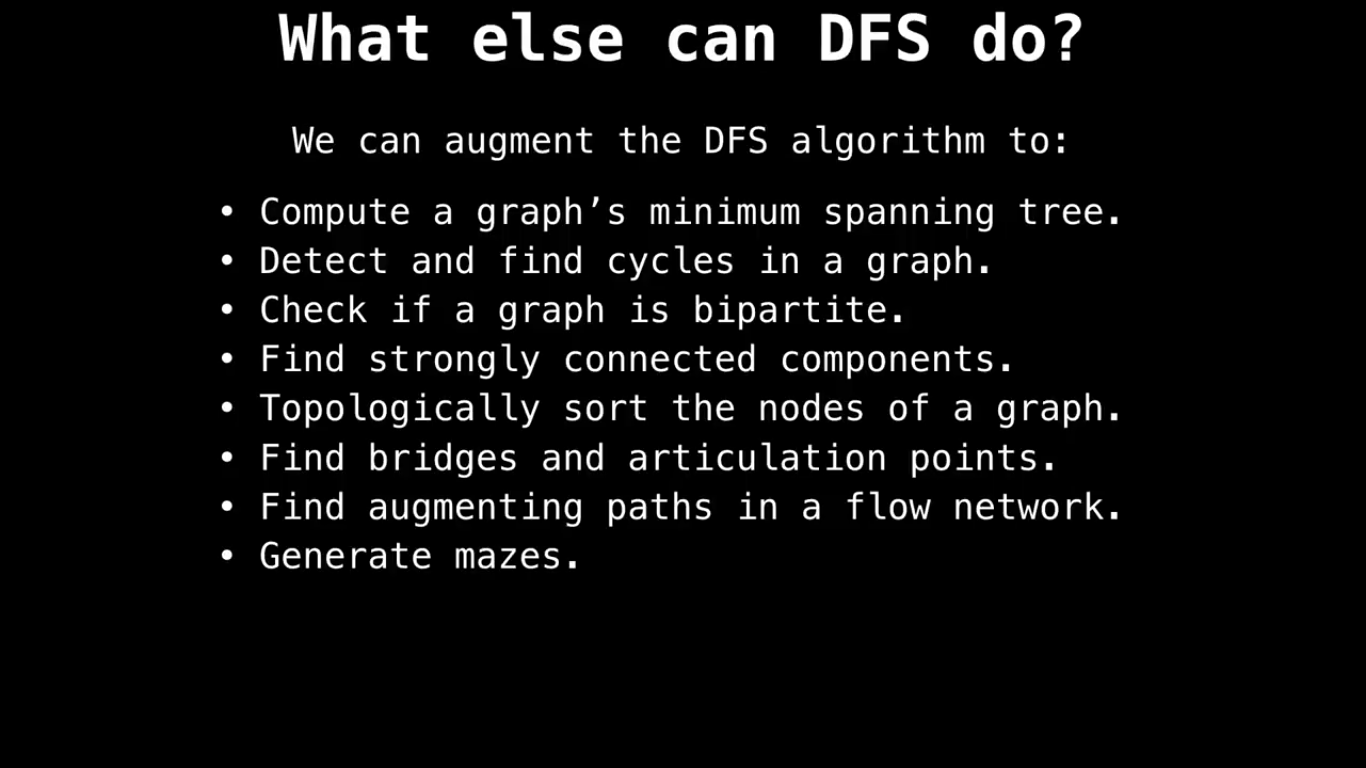 What else can DFS do?
We can augment the DFS algorithm to:
• Compute a graph’s minimum spanning tree.
• Detect and find cycles in a graph.
• Check if a graph is bipartite.
• Find strongly connected components.
• Topologically sort the nodes of a graph.
• Find bridges and articulation points.
• Find augmenting paths in a flow network.
• Generate mazes.